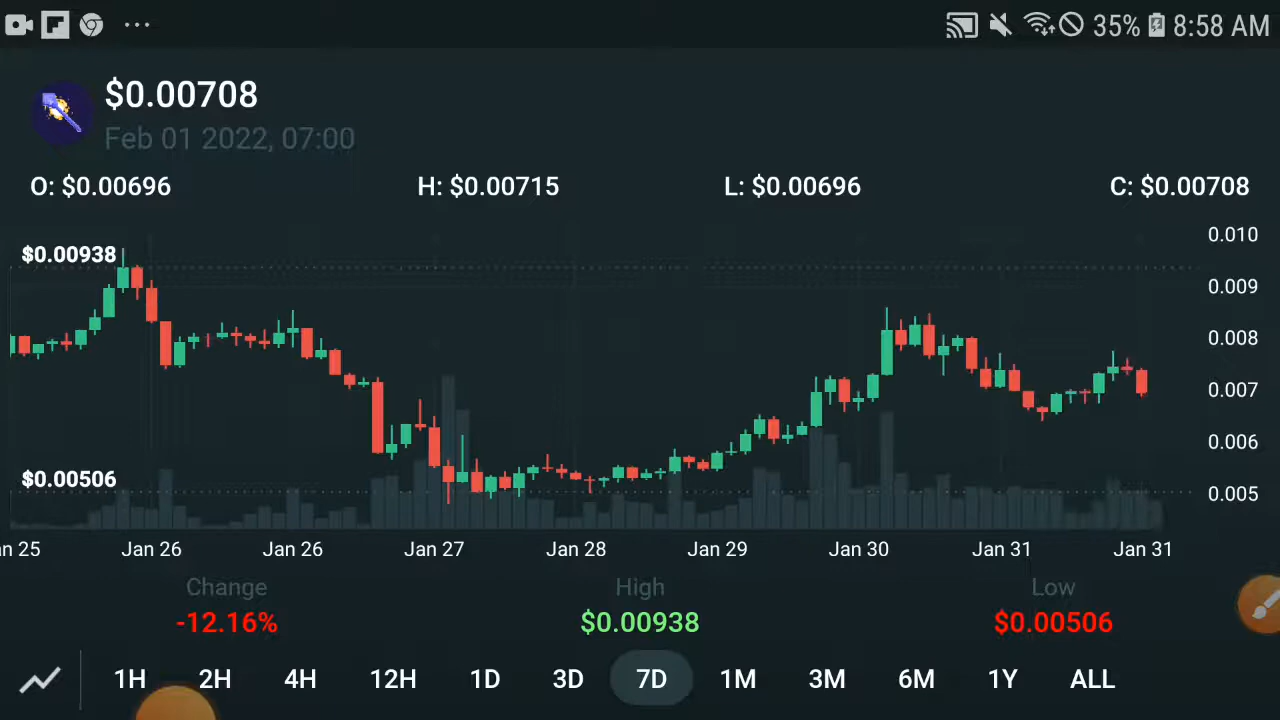 35% 8:58 AM
$0.00708
Feb 01 2022, 07:00
O: $0.00696 H: $0.00715 L: $0.00696 C: $0.00708
0.010
$0.00938
0.009
0.008
0.007
0.006
$0.00506
0.005
an 25 Jan 26 Jan 26 Jan 27 Jan 28 Jan 29 Jan 30 Jan 31 Jan 31
Change High Low
-12.16% $0.00938 $0.00506
1H 2H 4H 12H 1D 3D 7D 1M 3M 6M 1Y ALL